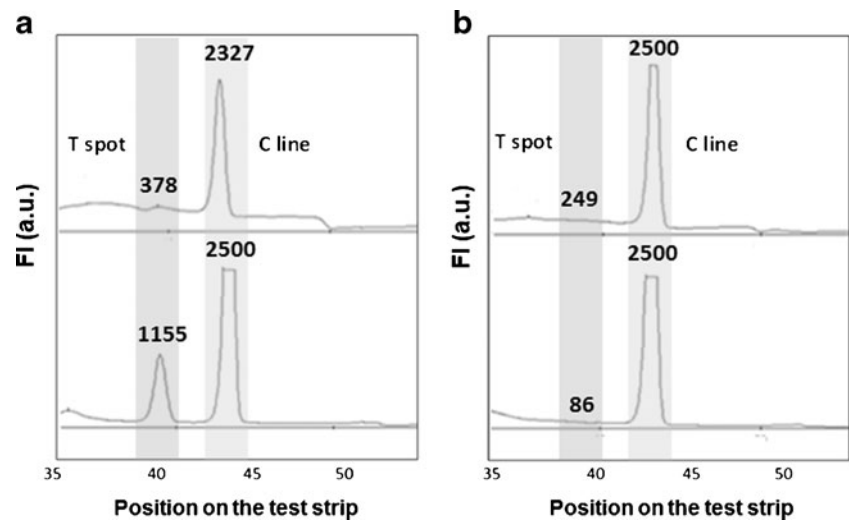 a
2327
T spot
C line
378
2500
1155
FI (a.u.)
35 40 45 50
Position on the test strip
b
2500
T spot
C line
249
2500
86
FI (a.u.)
35 40 45 50
Position on the test strip